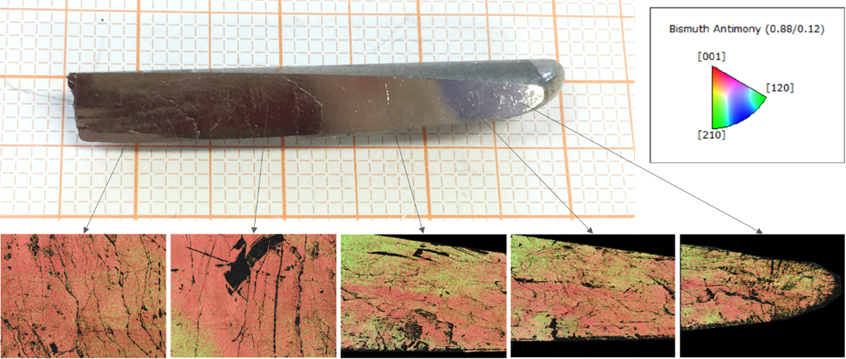 Bismuth Antimony (0.88/0.12)
[001]
[120]
[210]